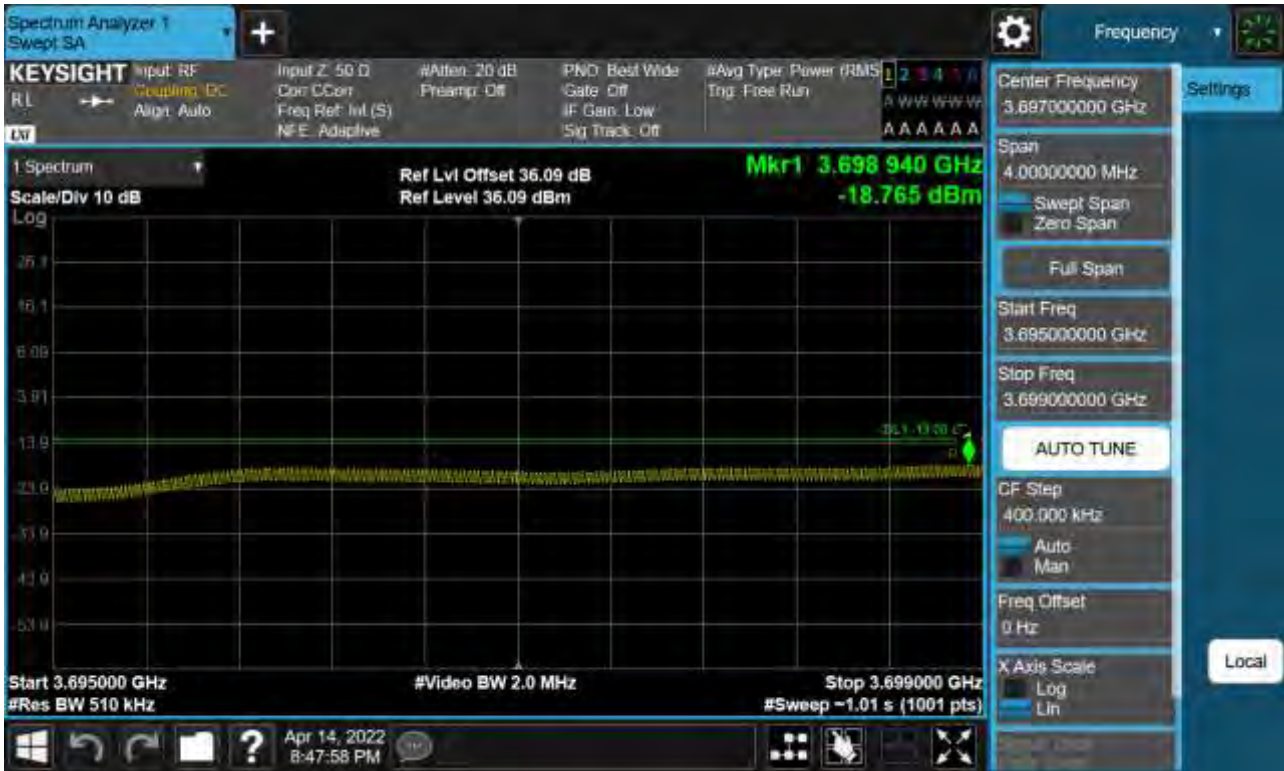 Spectrum Analyzer 1
Swept SA
Frequency
KEYSIGHT
RL
LXI
Input: RF
Coupling: DC
Align: Auto
Input Z: 50 Ω
Corr CCorr
Freq Ref: Int (S)
NFE: Adaptive
#Atten: 20 dB
Preamp: Off
PNO: Best Wide
Gate: Off
IF Gain: Low
Sig Track: Off
#Avg Type: Power (RMS
Trig: Free Run
1 2 3 4 5 6
A W W W W W
A A A A A A
1 Spectrum
Scale/Div 10 dB
Log
Ref Lvl Offset 36.09 dB
Ref Level 36.09 dBm
Mkr1 3.698 940 GHz
-18.765 dBm
26.1
16.1
6.09
-3.91
-13.9
-23.9
-33.9
-43.9
-53.9
Start 3.695000 GHz
#Res BW 510 kHz
#Video BW 2.0 MHz
Stop 3.699000 GHz
#Sweep ~1.01 s (1001 pts)
Apr 14, 2022
8:47:58 PM
Center Frequency
3.697000000 GHz
Span
4.00000000 MHz
Swept Span
Zero Span
Full Span
Start Freq
3.695000000 GHz
Stop Freq
3.699000000 GHz
AUTO TUNE
CF Step
400.000 kHz
Auto
Man
Freq Offset
0 Hz
X Axis Scale
Log
Lin
Settings
Local